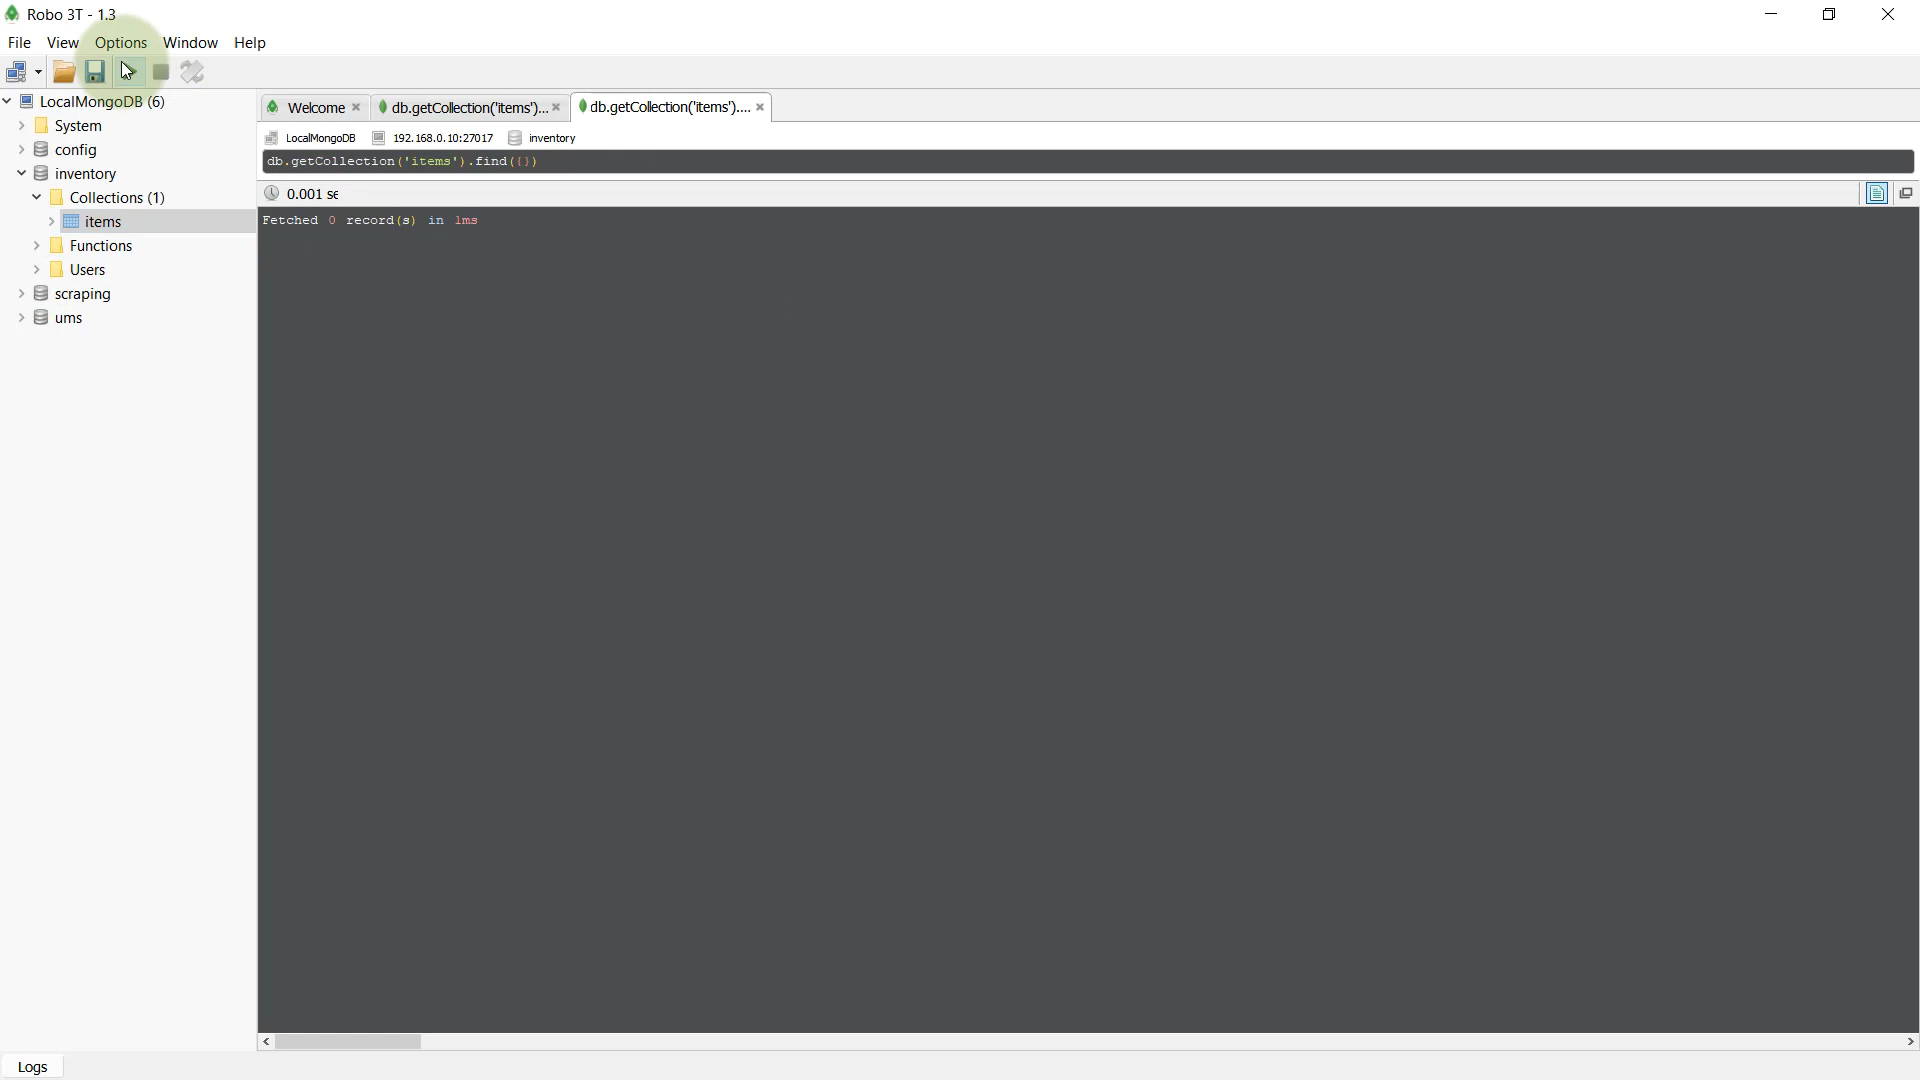 Robo 3T - 1.3
File View Options Window Help
LocalMongoDB (6)
System
config
inventory
Collections (1)
items
Functions
Users
scraping
ums
Welcome
db.getCollection('items')...
db.getCollection('items')....
LocalMongoDB 192.168.0.10:27017 inventory
db.getCollection('items').find({})
0.001 se
Fetched 0 record(s) in 1ms
Logs